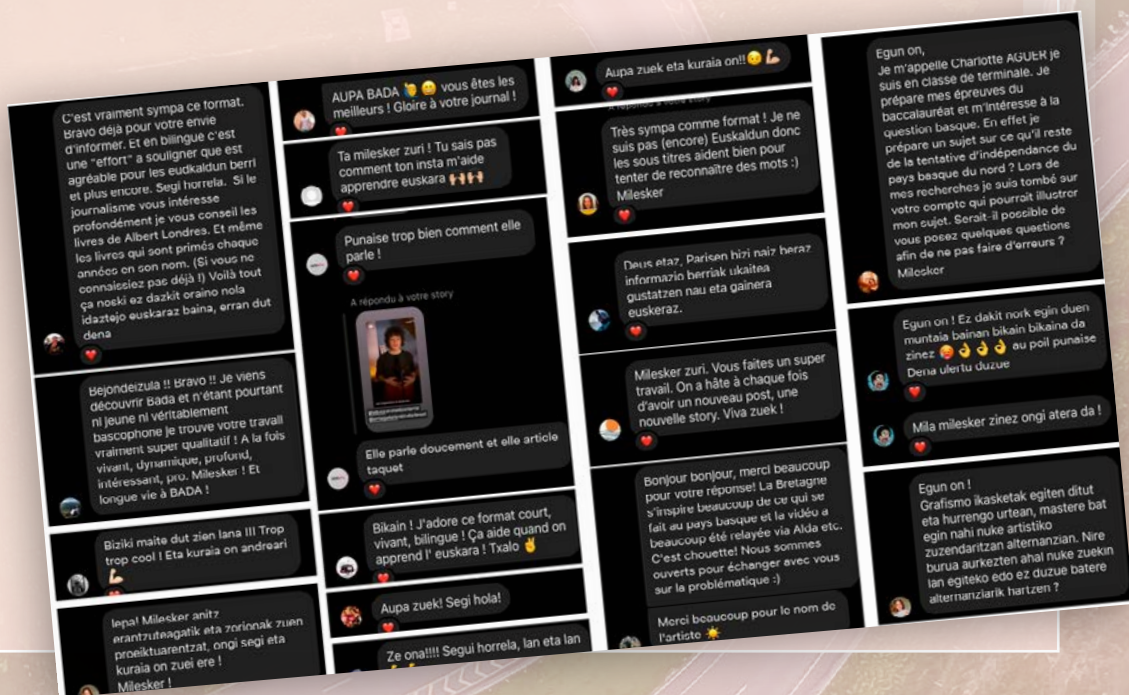 C'est vraiment sympa ce format.
Bravo déjà pour votre envie
d'informer. Et en bilingue c'est
une "effort" a souligner que est
agréable pour les eudkaldun berri
et plus encore. Segi horrela. Si le
journalisme vous intéresse
profondément je vous conseil les
livres de Albert Londres. Et même
les livres qui sont primés chaque
années en son nom. (Si vous ne
connaissiez pas déjà !) Voilà tout
ça noski ez dazkit oraino nola
idaztejo euskaraz baina, erran dut
dena
Bejondeizula !! Bravo !! Je viens
découvrir Bada et n'étant pourtant
ni jeune ni véritablement
bascophone je trouve votre travail
vraiment super qualitatif ! A la fois
vivant, dynamique, profond,
intéressant, pro. Milesker ! Et
longue vie à BADA !
Biziki maite dut zien lana !!! Trop
trop cool ! Eta kuraia on andreari
💪
Iepa! Milesker anitz
erantzuteagatik eta zorionak zuen
proeiktuarentzat, ongi segi eta
kuraia on zuei ere !
Milesker !
AUPA BADA 🙋 😀 vous êtes les
meilleurs ! Gloire à votre journal !
Ta milesker zuri ! Tu sais pas
comment ton insta m'aide
apprendre euskara 🙌🙌
Punaise trop bien comment elle
parle !
A répondu à votre story
Elle parle doucement et elle article
taquet
Bikain ! J'adore ce format court,
vivant, bilingue ! Ça aide quand on
apprend l' euskara ! Txalo ✌
Aupa zuek! Segi hola!
Ze ona!!!! Segui horrela, lan eta lan
Aupa zuek eta kuraia on!! 😉 💪
A répondu à votre story
Très sympa comme format ! Je ne
suis pas (encore) Euskaldun donc
les sous titres aident bien pour
tenter de reconnaître des mots :)
Milesker
Deus etaz, Parisen bizi naiz beraz
informazio berriak ukaitea
gustatzen nau eta gainera
euskeraz.
Milesker zuri. Vous faites un super
travail. On a hâte à chaque fois
d'avoir un nouveau post, une
nouvelle story. Viva zuek !
Bonjour bonjour, merci beaucoup
pour votre réponse! La Bretagne
s'inspire beaucoup de ce qui se
fait au pays basque et la vidéo a
beaucoup été relayée via Alda etc.
C'est chouette! Nous sommes
ouverts pour échanger avec vous
sur la problématique :)
Merci beaucoup pour le nom de
l'artiste ☀
Egun on,
Je m'appelle Charlotte AGUER je
suis en classe de terminale. Je
prépare mes épreuves du
baccalauréat et m'intéresse à la
question basque. En effet je
prépare un sujet sur ce qu'il reste
de la tentative d'indépendance du
pays basque du nord ? Lors de
mes recherches je suis tombé sur
votre compte qui pourrait illustrer
mon sujet. Serait-il possible de
vous posez quelques questions
afin de ne pas faire d'erreurs ?
Milesker
Egun on ! Ez dakit nork egin duen
muntaia bainan bikain bikaina da
zinez 🥵👌👌👌 au poil punaise
Dena ulertu duzue
Mila milesker zinez ongi atera da !
Egun on !
Grafismo ikasketak egiten ditut
eta hurrengo urtean, mastere bat
egin nahi nuke artistiko
zuzendaritzan alternanzian. Nire
burua aurkezten ahal nuke zuekin
lan egiteko edo ez duzue batere
alternanziarik hartzen ?